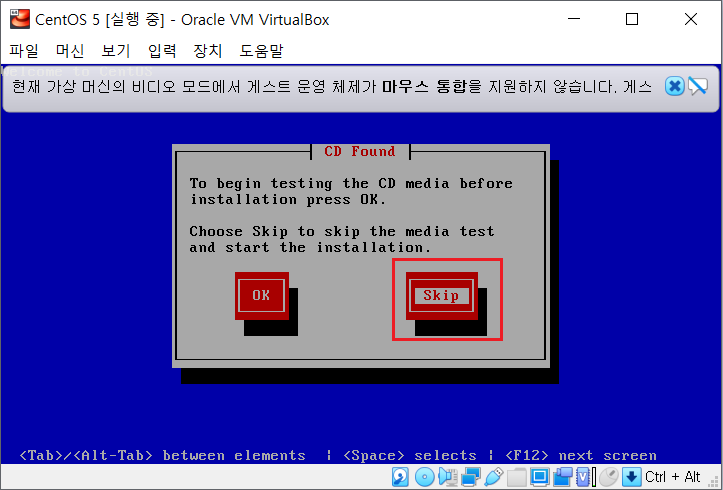 CentOS 5 [실행 중] - Oracle VM VirtualBox
파일 머신 보기 입력 장치 도움말
Welcome to CentOS
현재 가상 머신의 비디오 모드에서 게스트 운영 체제가 마우스 통합을 지원하지 않습니다. 게스
CD Found
To begin testing the CD media before
installation press OK.
Choose Skip to skip the media test
and start the installation.
OK Skip
<Tab>/<Alt-Tab> between elements | <Space> selects | <F12> next screen
Ctrl + Alt